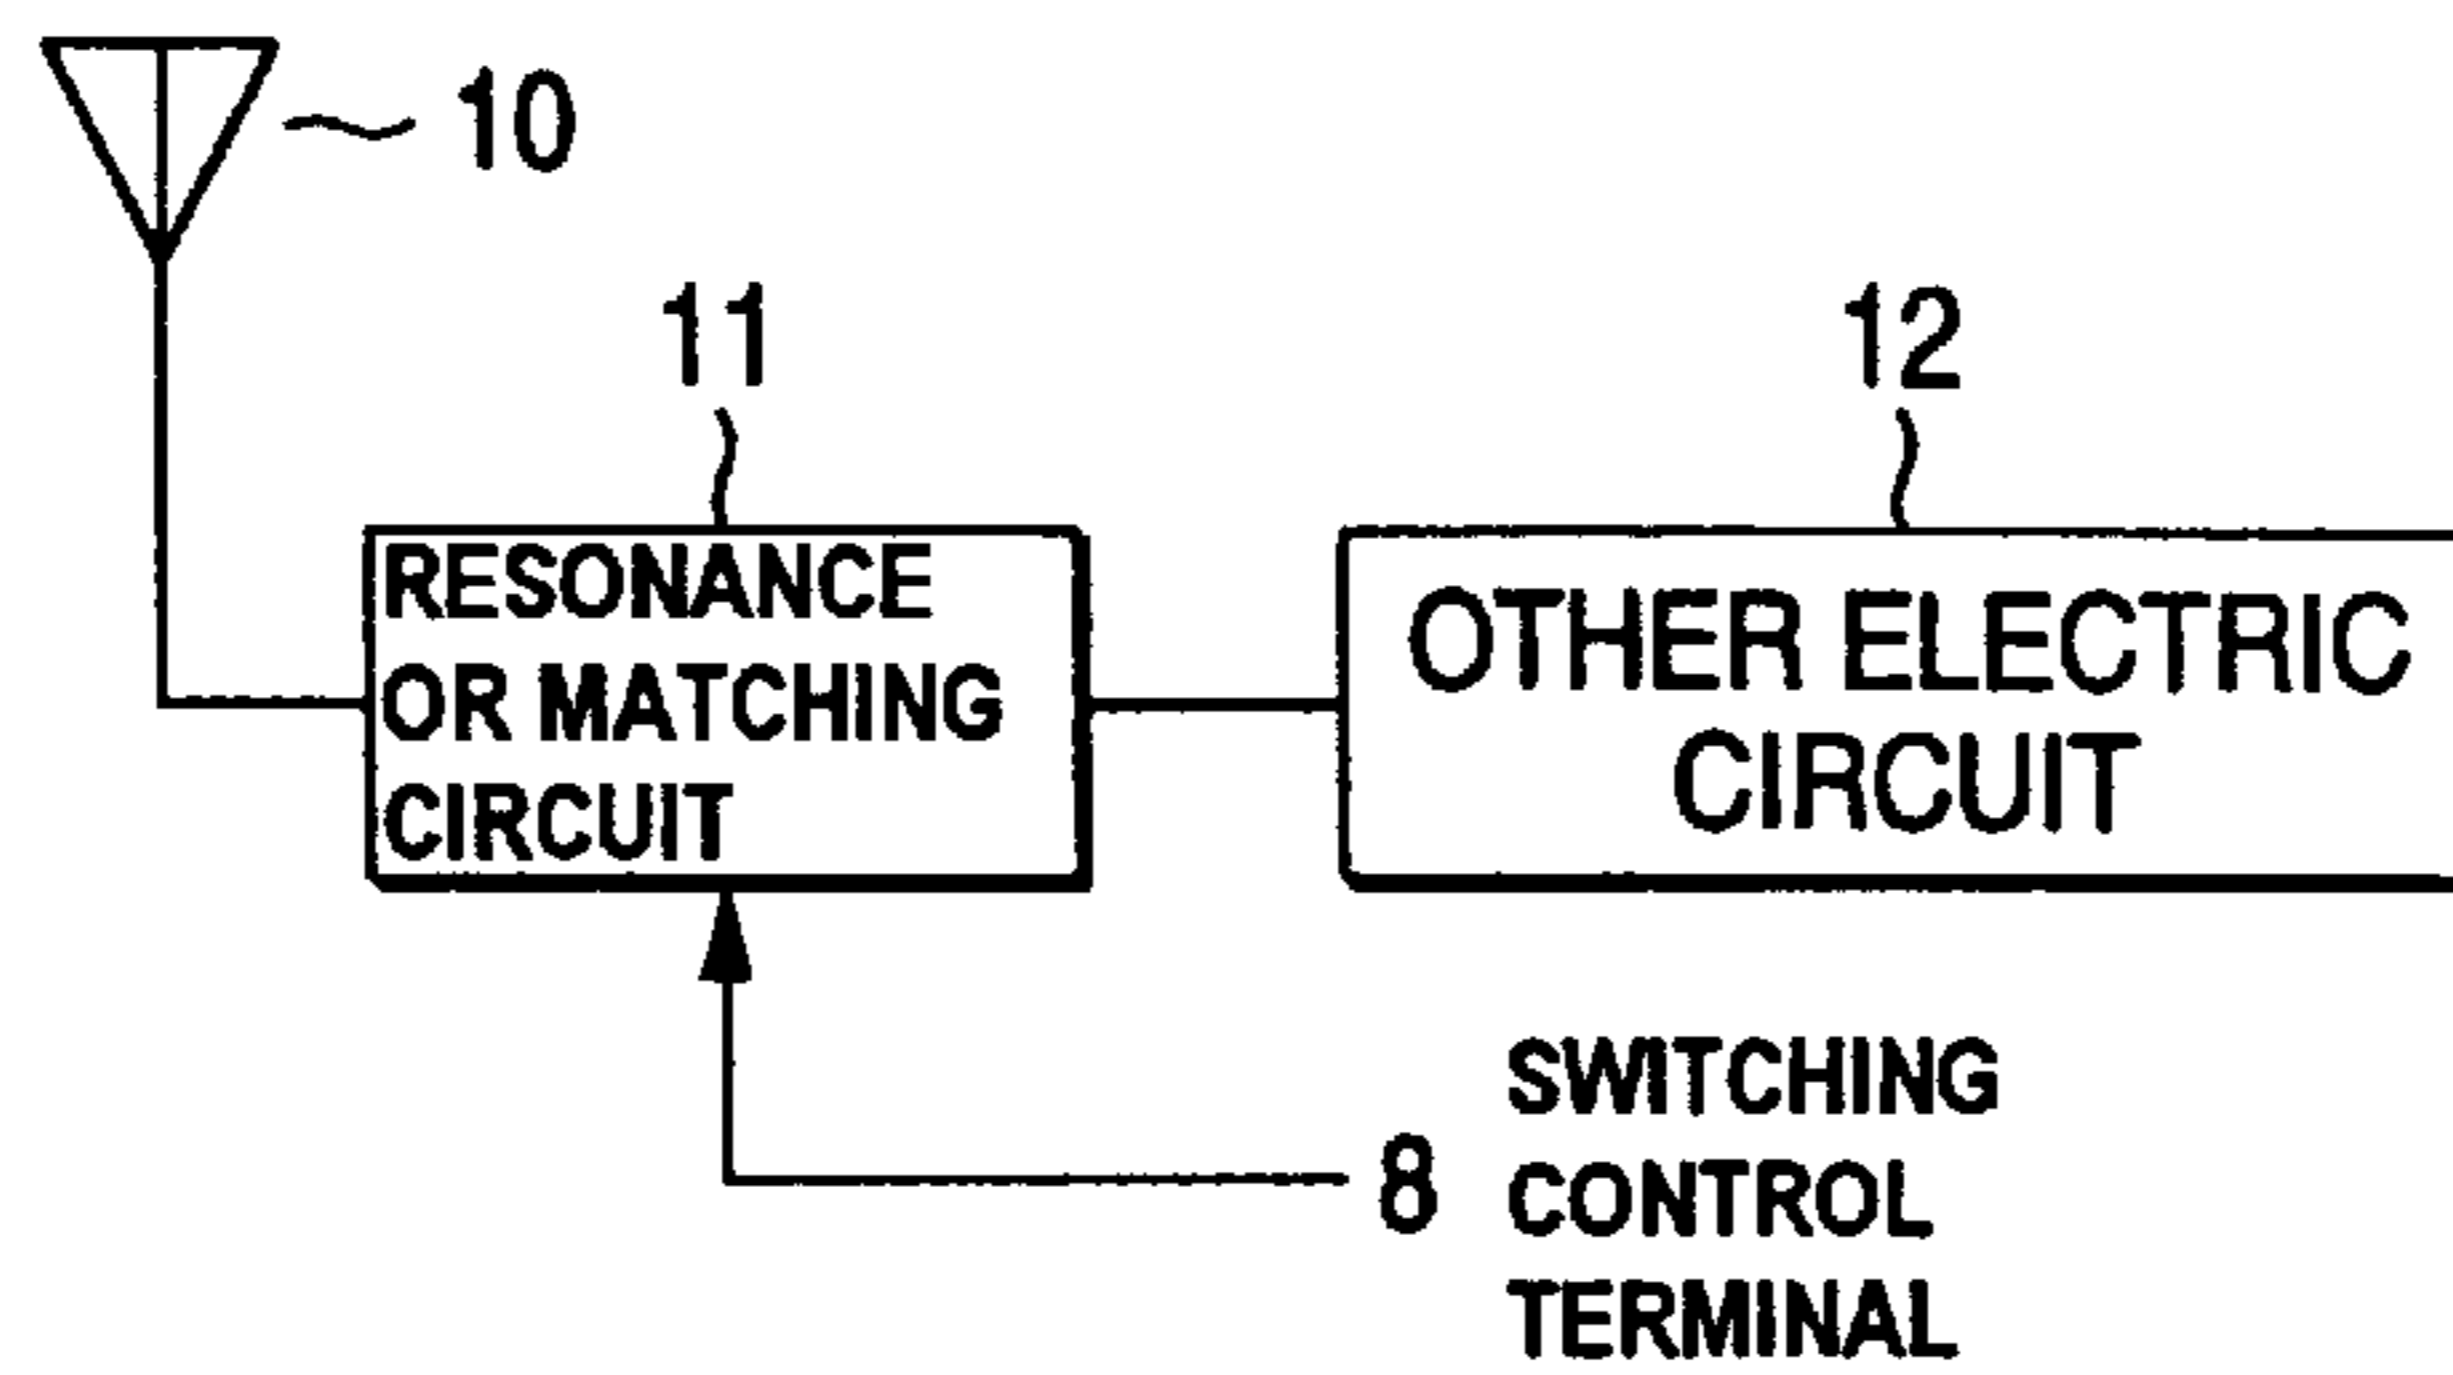 10
11
12
RESONANCE
OR MATCHING
CIRCUIT
OTHER ELECTRIC
CIRCUIT
8
SWITCHING
CONTROL
TERMINAL